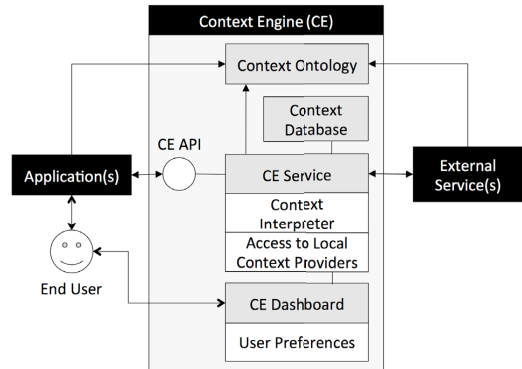 Context Engine (CE)
Context Ontology
Context
Database
CE API
Application(s)
CE Service
External
Service(s)
Context
Interpreter
Access to Local
Context Providers
End User
CE Dashboard
User Preferences